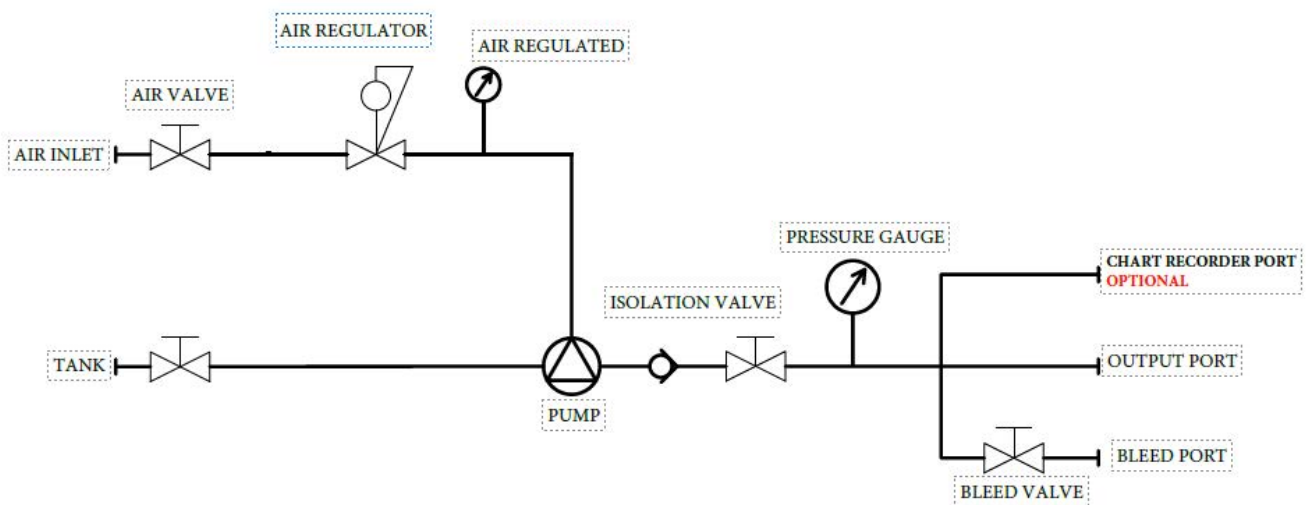 AIR REGULATOR
AIR REGULATED
AIR VALVE
AIR INLET
PRESSURE GAUGE
CHART RECORDER PORT
OPTIONAL
ISOLATION VALVE
TANK
OUTPUT PORT
PUMP
BLEED PORT
BLEED VALVE